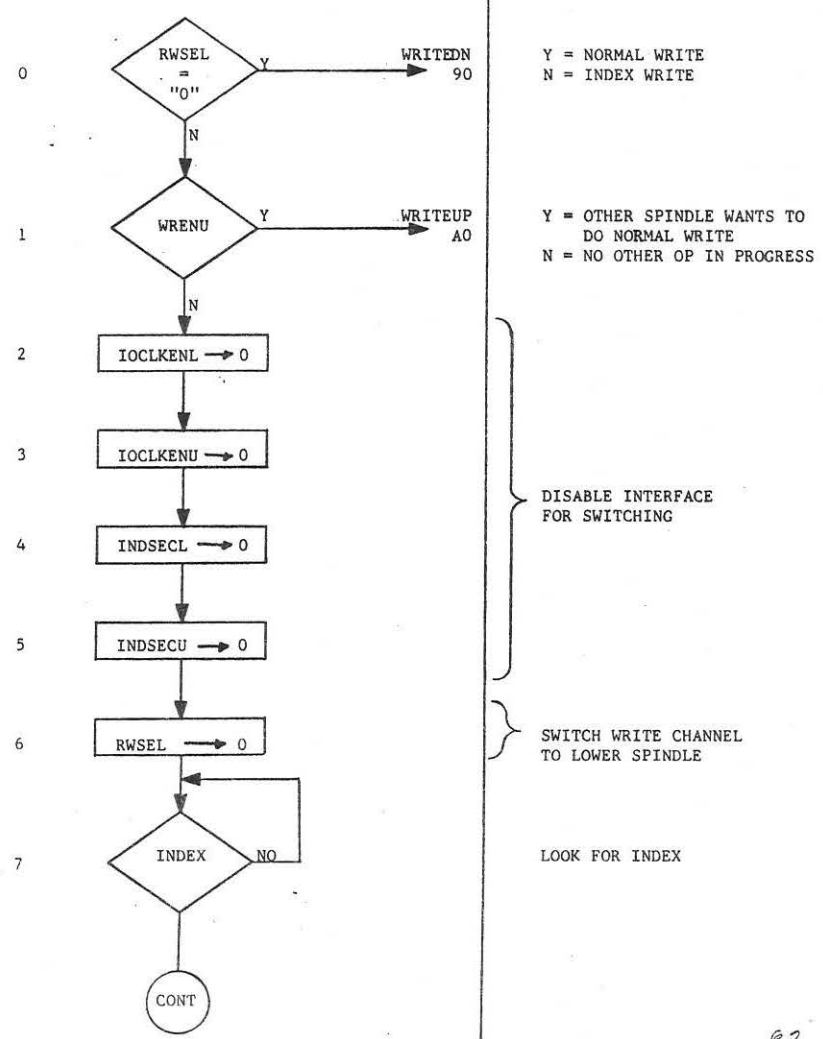 0
RWSEL
=
"0"
Y
WRITEDN
90
Y = NORMAL WRITE
N = INDEX WRITE
N
1
WRENU
Y
WRITEUP
A0
Y = OTHER SPINDLE WANTS TO
DO NORMAL WRITE
N = NO OTHER OP IN PROGRESS
N
2
IOCLKENL → 0
3
IOCLKENU → 0
4
INDSECL → 0
5
INDSECU → 0
DISABLE INTERFACE
FOR SWITCHING
6
RWSEL → 0
SWITCH WRITE CHANNEL
TO LOWER SPINDLE
7
INDEX
NO
LOOK FOR INDEX
CONT